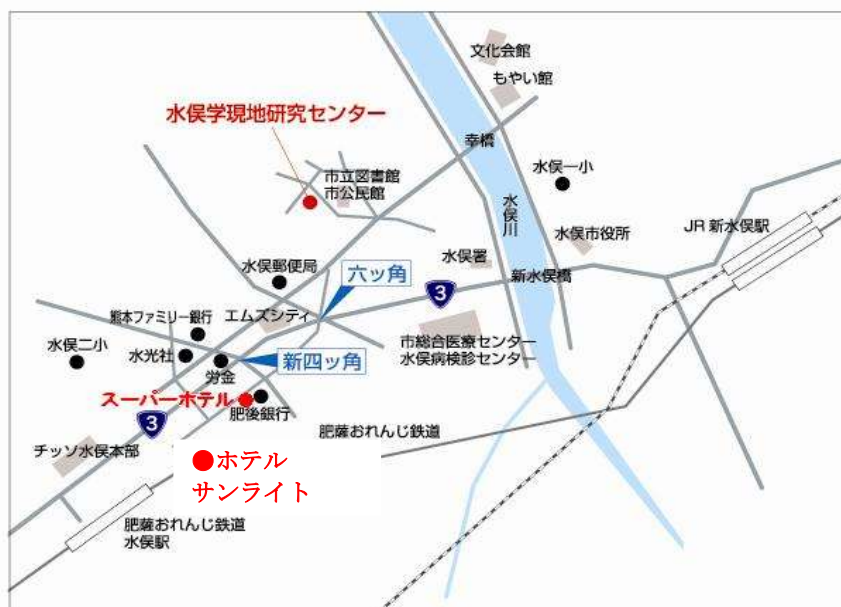 文化会館
もやい館
水俣学現地研究センター
幸橋
水俣一小
市立図書館
市公民館
水俣川
水俣市役所
JR 新水俣駅
水俣署
新水俣橋
水俣郵便局
六ッ角
3
熊本ファミリー銀行
エムズシティ
市総合医療センター
水俣病検診センター
水俣二小
水光社
労金
新四ッ角
スーパーホテル
肥後銀行
3
肥薩おれんじ鉄道
チッソ水俣本部
●ホテル
サンライト
肥薩おれんじ鉄道
水俣駅